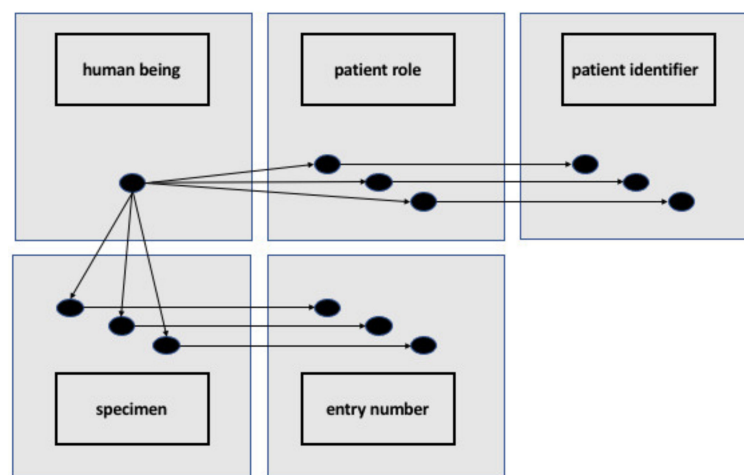 human being
patient role
patient identifier
specimen
entry number